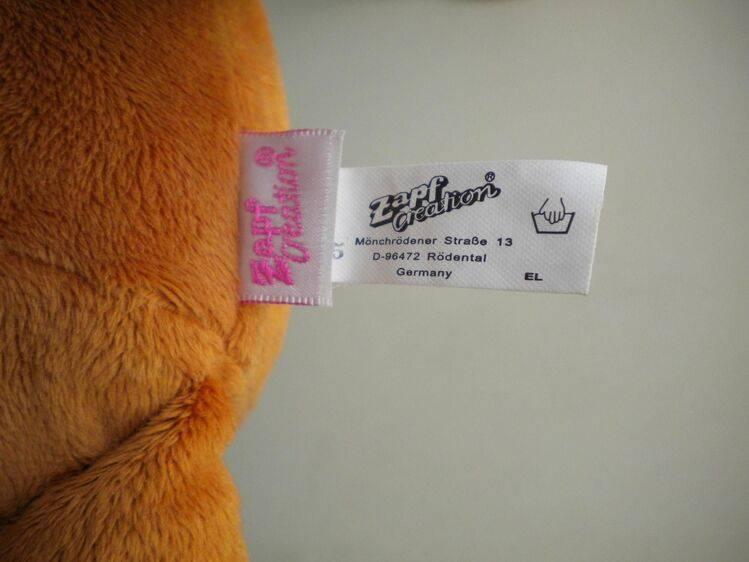 Zapf
Creation®
Zapf
Creation®
Mönchrödener Straße 13
D-96472 Rödental
Germany
EL